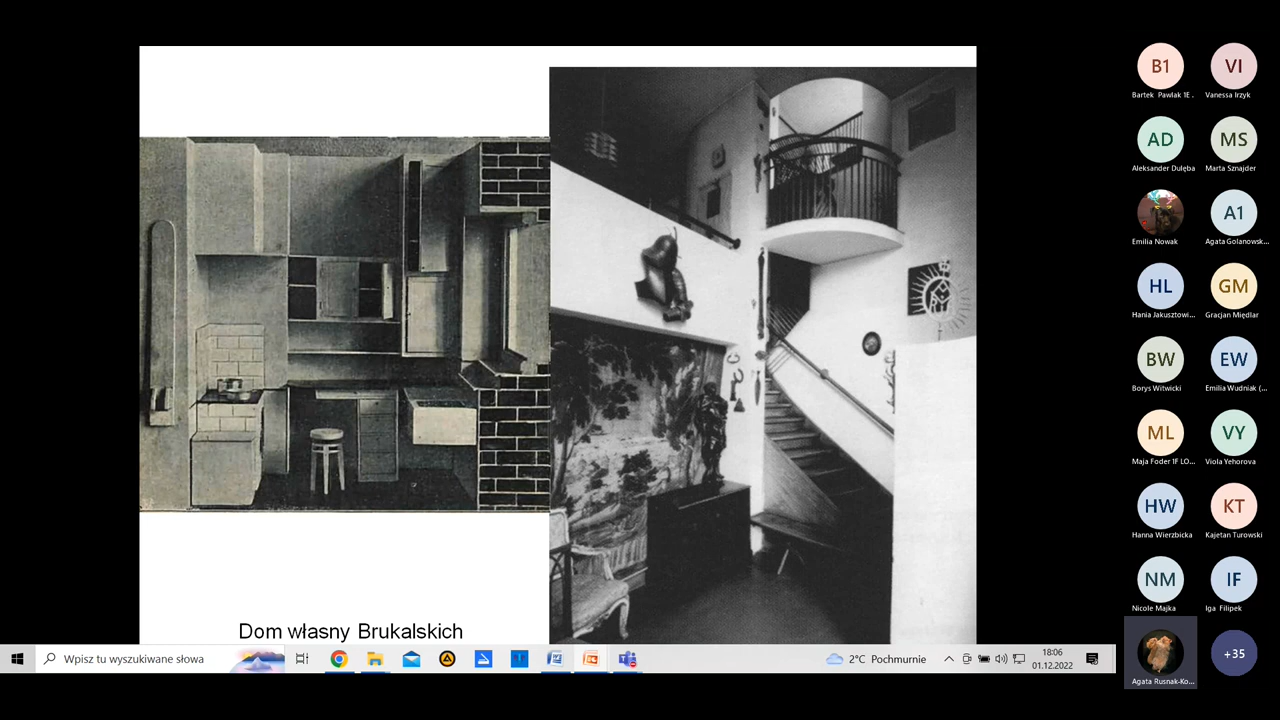 Dom własny Brukalskich
Wpisz tu wyszukiwane słowa
2°C Pochmurnie
18:06
01.12.2022
B1
Bartek Pawlak 1E .
VI
Vanessa Irzyk
AD
Aleksander Dulęba
MS
Marta Sznajder
Emilia Nowak
A1
Agata Golanowsk...
HL
Hania Jakusztowi...
GM
Gracjan Międlar
BW
Borys Witwicki
EW
Emilia Wudniak (...
ML
Maja Foder 1F LO...
VY
Viola Yehorova
HW
Hanna Wierzbicka
KT
Kajetan Turowski
NM
Nicole Majka
IF
Iga Filipek
Agata Rusnak-Ko...
+35